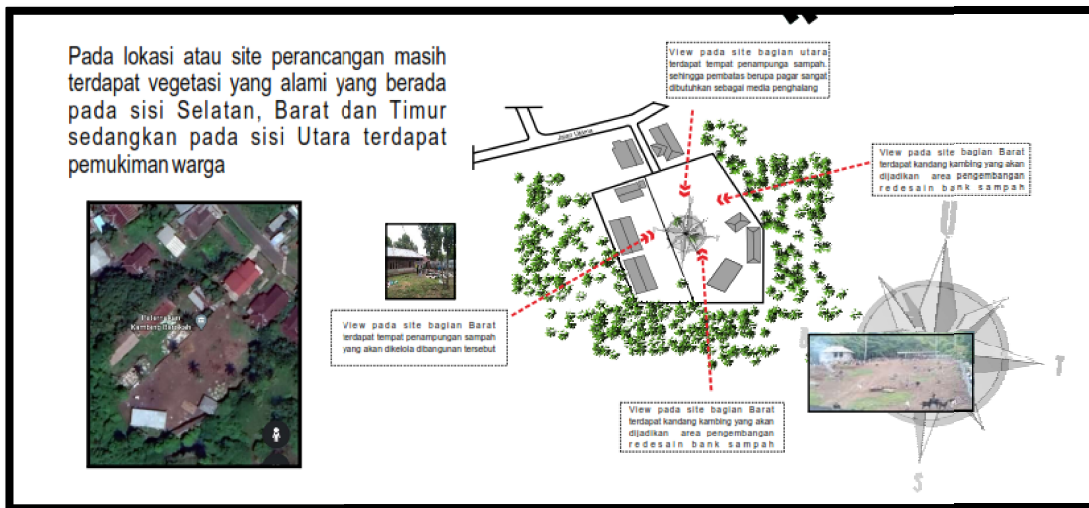 Pada lokasi atau site perancangan masih
terdapat vegetasi yang alami yang berada
pada sisi Selatan, Barat dan Timur
sedangkan pada sisi Utara terdapat
pemukiman warga
View pada site bagian utara
terdapat tempat penampunga sampah.
sehingga pembatas berupa pagar sangat
dibutuhkan sebagai media penghalang
Jalan Utama
View pada site bagian Barat
terdapat kandang kambing yang akan
dijadikan area pengembangan
redesain bank sampah
View pada site bagian Barat
terdapat tempat penampungan sampah
yang akan dikelola dibangunan tersebut
View pada site bagian Barat
terdapat kandang kambing yang akan
dijadikan area pengembangan
redesain bank sampah
U
T
S